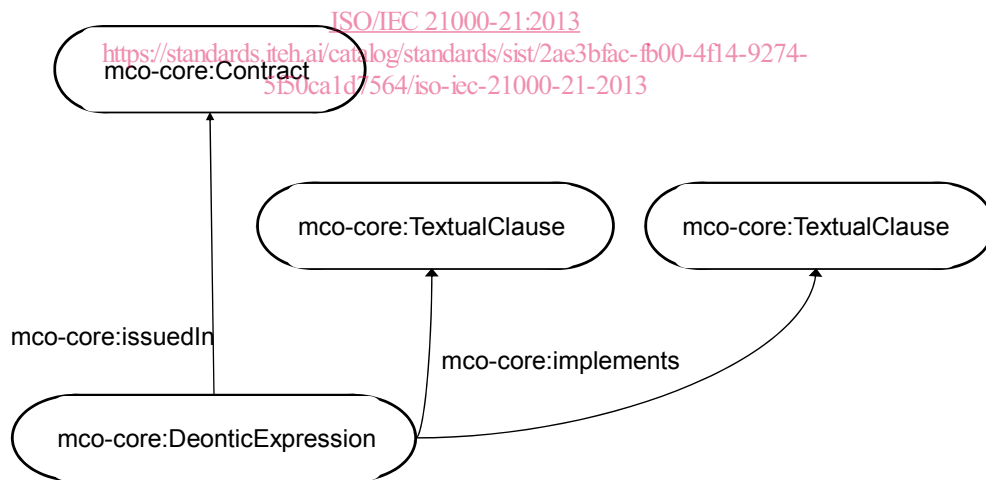 ISO/IEC 21000-21:2013
https://standards.iteh.ai/catalog/standards/sist/2ae3bfac-fb00-4f14-9274-
5f50ca1d7564/iso-iec-21000-21-2013
mco-core:Contract
mco-core:TextualClause
mco-core:TextualClause
mco-core:issuedIn
mco-core:implements
mco-core:DeonticExpression